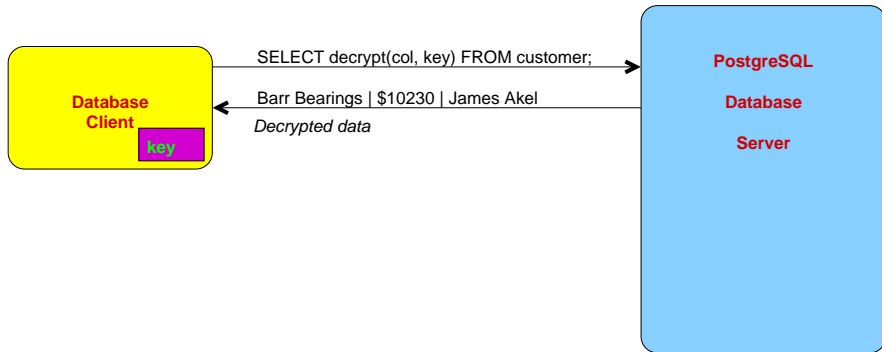 SELECT decrypt(col, key) FROM customer;
PostgreSQL
Database
Client
Barr Bearings | $10230 | James Akel
Database
Decrypted data
key
Server